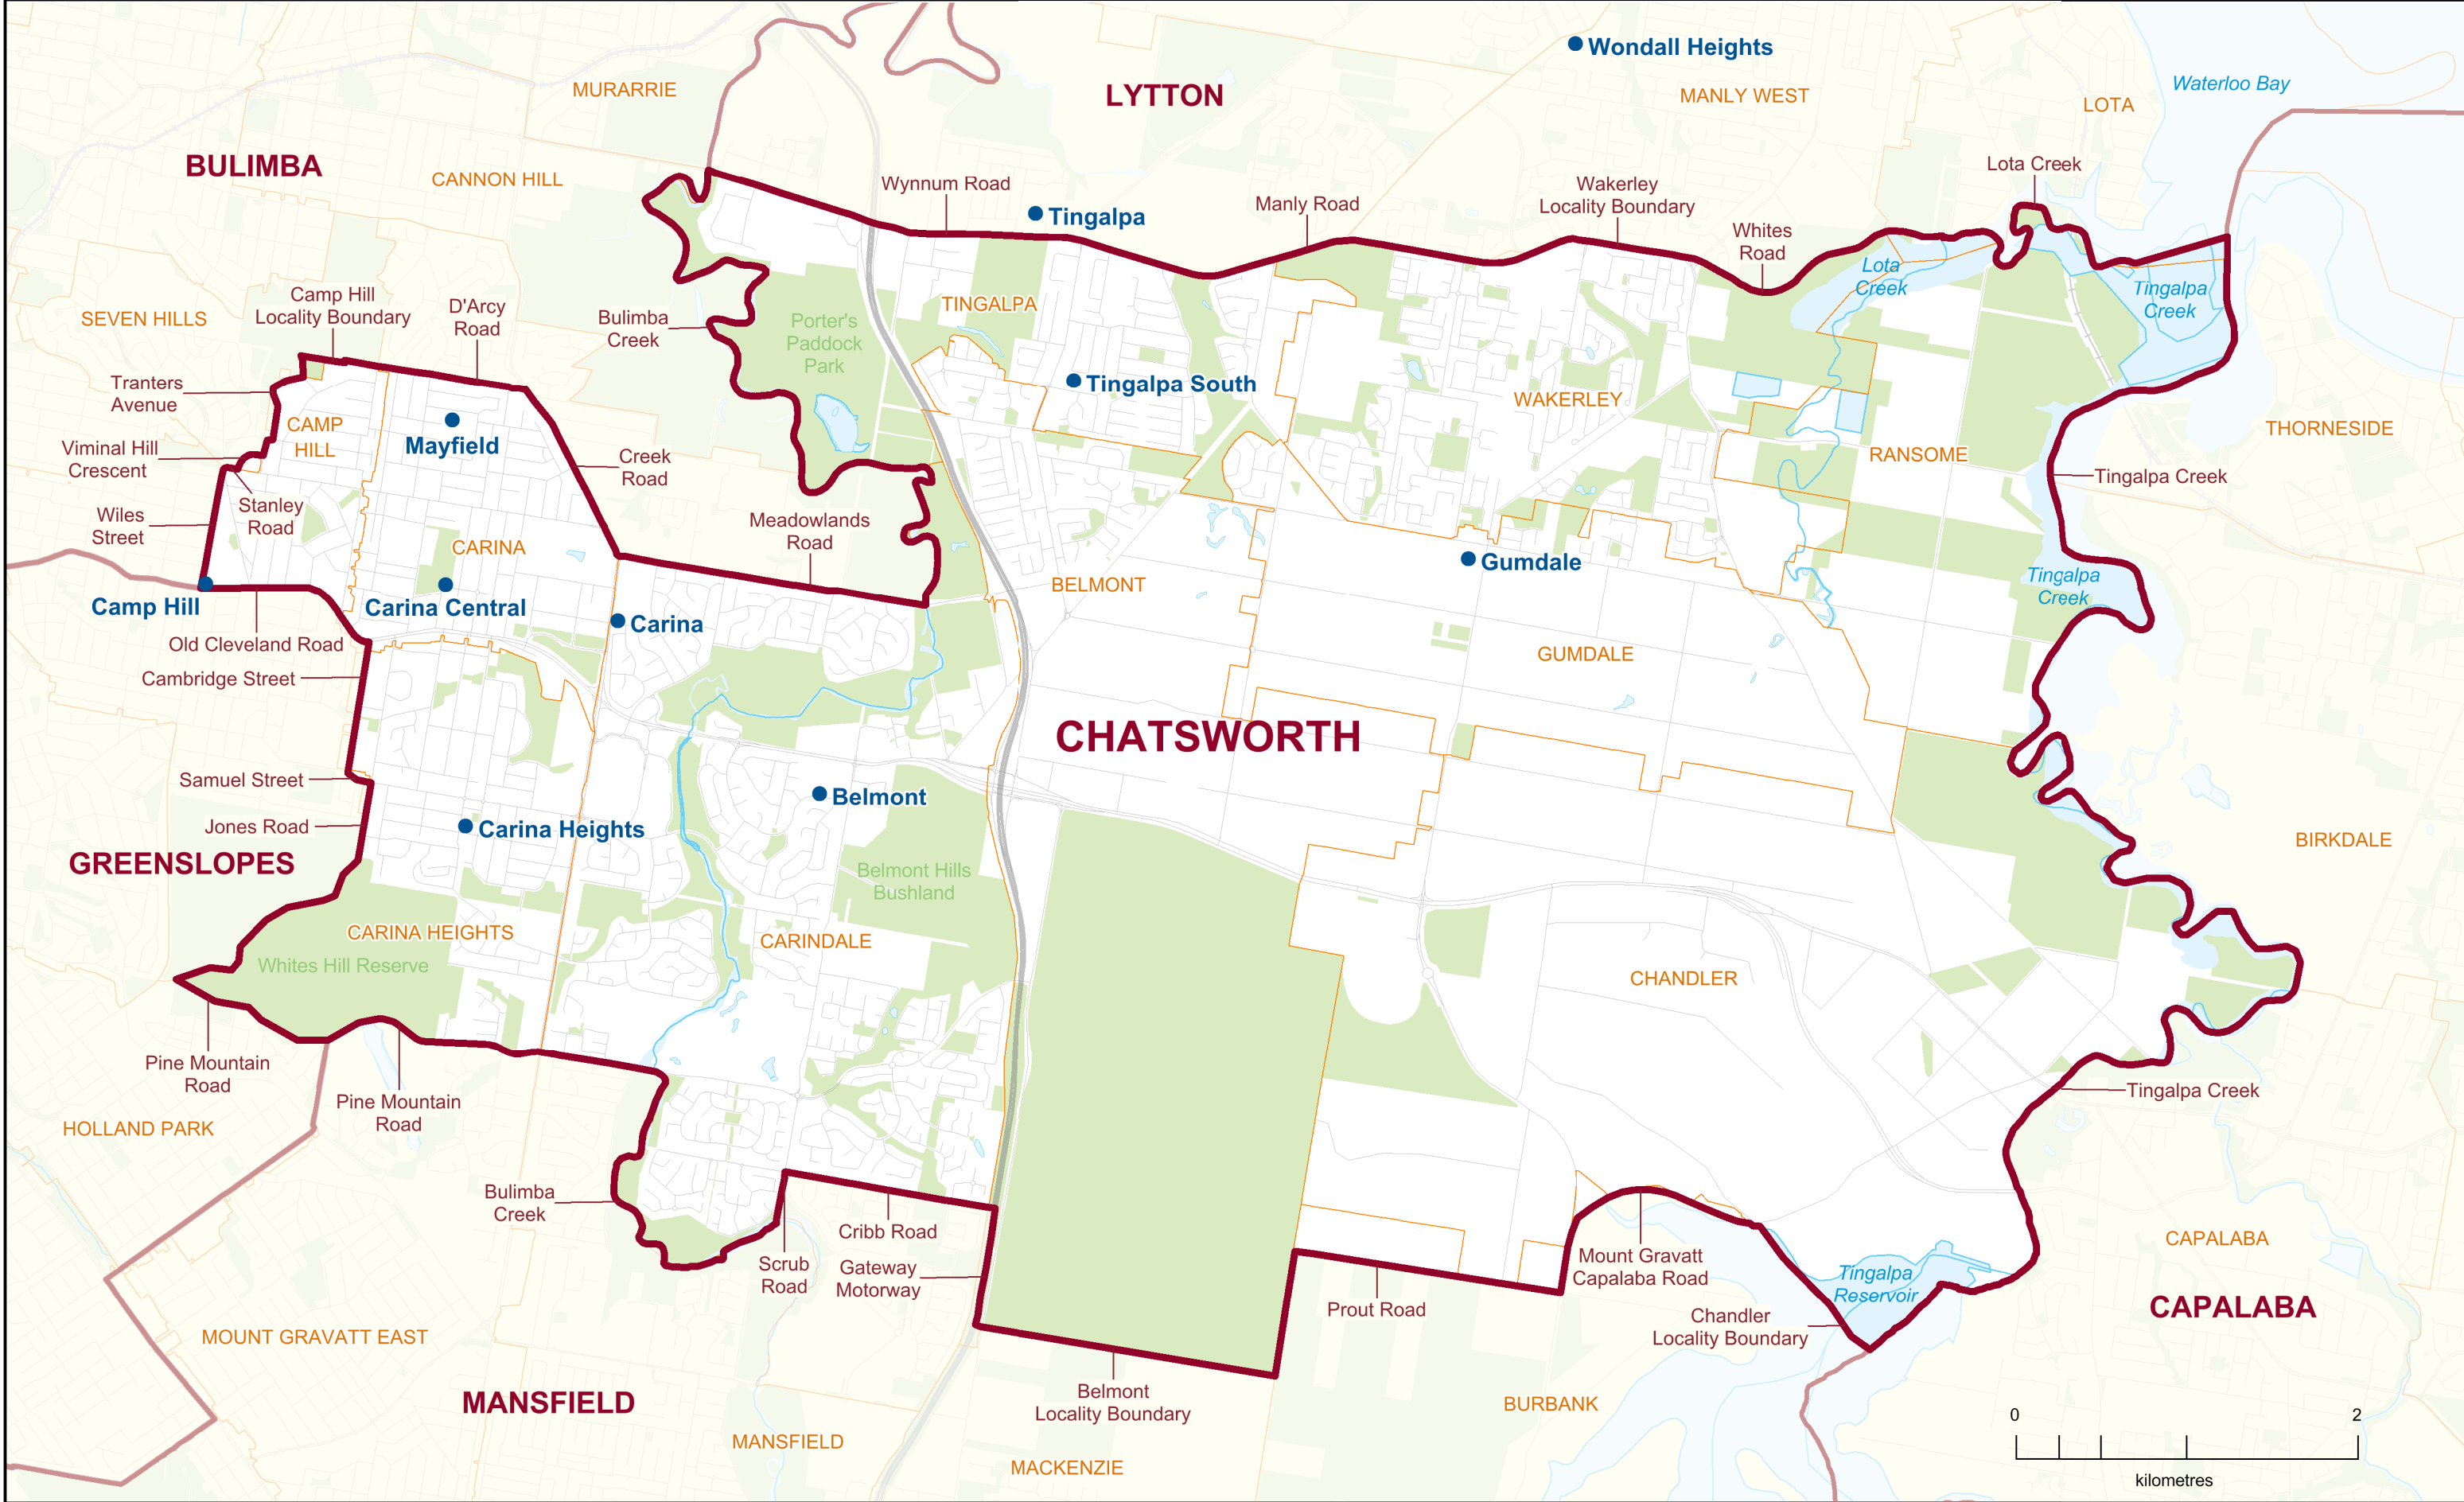 Wondall Heights
Waterloo Bay
MURARRIE
LYTTON
MANLY WEST
LOTA
BULIMBA
CANNON HILL
Wynnum Road
Tingalpa
Manly Road
Wakerley
Locality Boundary
Whites
Road
Lota Creek
Lota
Creek
Tingalpa
Creek
SEVEN HILLS
Camp Hill
Locality Boundary
D'Arcy
Road
Bulimba
Creek
Porter's
Paddock
Park
TINGALPA
Tranters
Avenue
CAMP
HILL
Mayfield
Tingalpa South
WAKERLEY
RANSOME
THORNESIDE
Viminal Hill
Crescent
Creek
Road
Tingalpa Creek
Wiles
Street
Stanley
Road
Meadowlands
Road
CARINA
BELMONT
Gumdale
Tingalpa
Creek
Camp Hill
Carina Central
Carina
Old Cleveland Road
Cambridge Street
GUMDALE
CHATSWORTH
Samuel Street
Jones Road
Belmont
Carina Heights
GREENSLOPES
Belmont Hills
Bushland
BIRKDALE
CARINA HEIGHTS
CARINDALE
Whites Hill Reserve
CHANDLER
Pine Mountain
Road
Pine Mountain
Road
Tingalpa Creek
HOLLAND PARK
Bulimba
Creek
Cribb Road
Scrub
Road
Gateway
Motorway
Mount Gravatt
Capalaba Road
Tingalpa
Reservoir
CAPALABA
Prout Road
Chandler
Locality Boundary
CAPALABA
MOUNT GRAVATT EAST
MANSFIELD
Belmont
Locality Boundary
BURBANK
MANSFIELD
MACKENZIE
0 2
kilometres